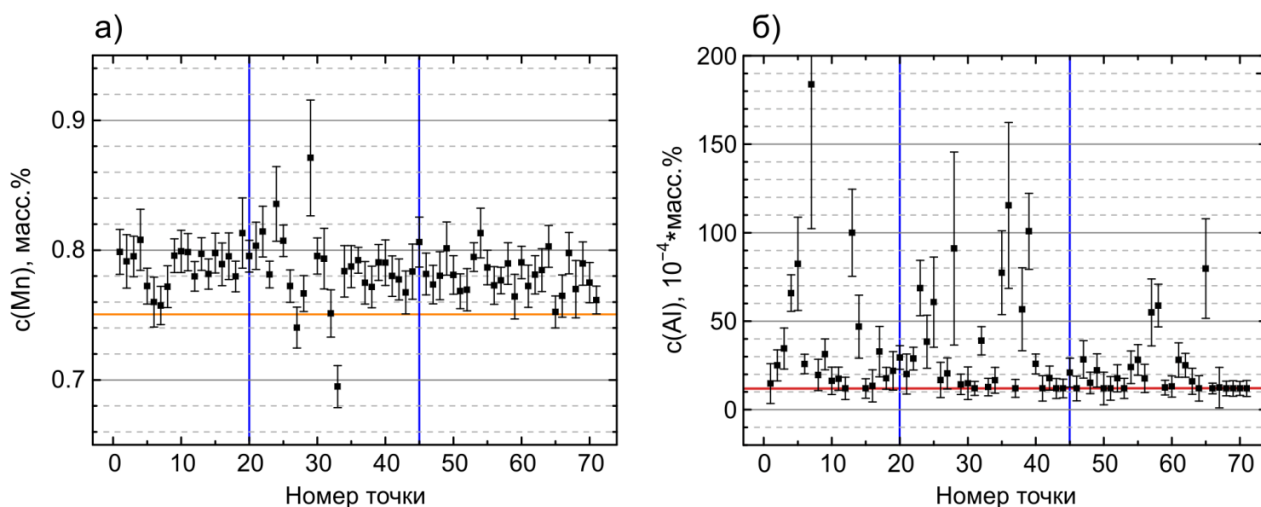 а)
c(Mn), масс.%
0.9
0.8
0.7
0 10 20 30 40 50 60 70
Номер точки
б)
c(Al), 10⁻⁴*масс.%
200
150
100
50
0
0 10 20 30 40 50 60 70
Номер точки